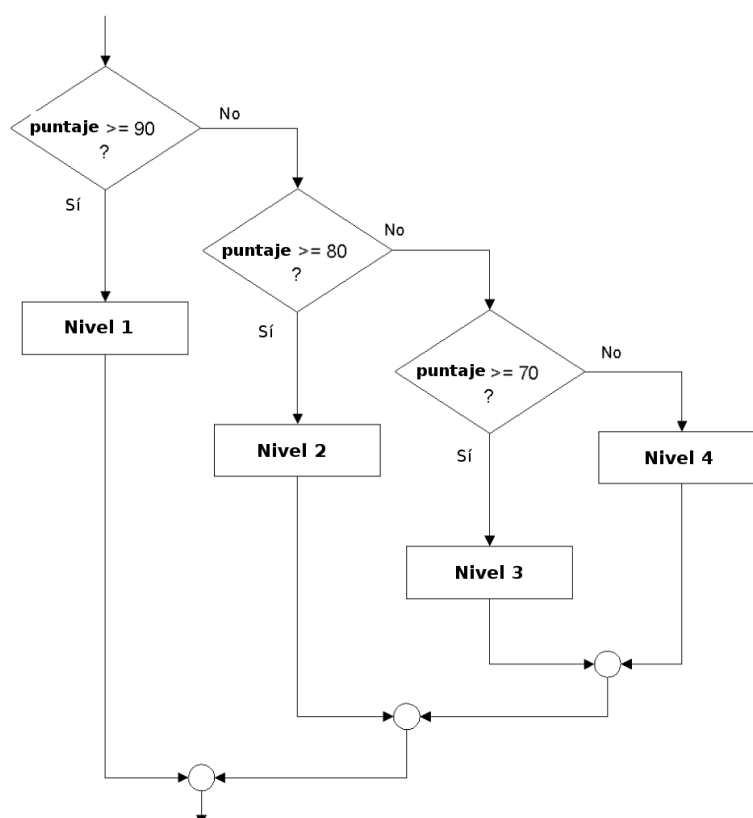 puntaje >= 90
?
No
Sí
Nivel 1
puntaje >= 80
?
No
Sí
Nivel 2
puntaje >= 70
?
No
Sí
Nivel 3
Nivel 4